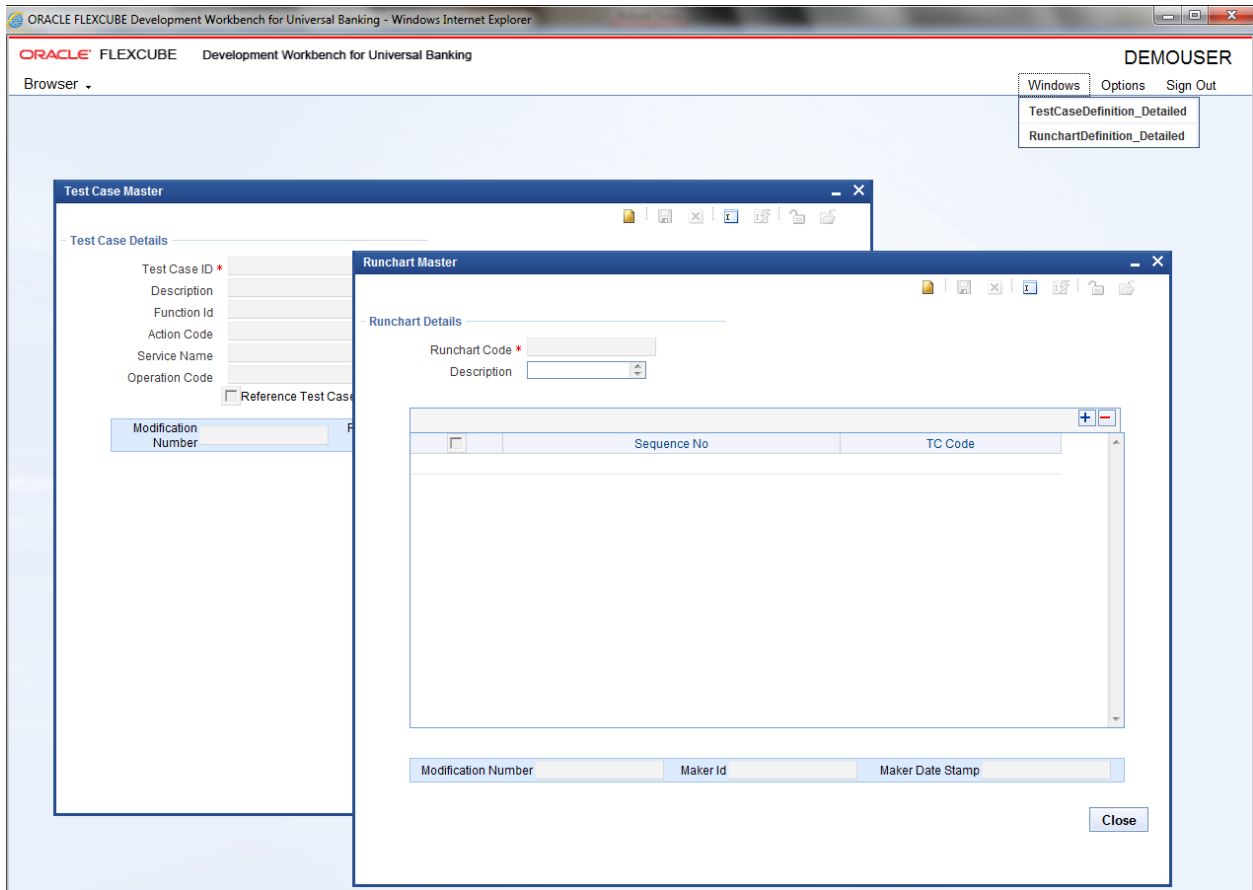 ORACLE FLEXCUBE Development Workbench for Universal Banking - Windows Internet Explorer
ORACLE' FLEXCUBE Development Workbench for Universal Banking
DEMOUSER
Browser
Windows Options Sign Out
TestCaseDefinition_Detailed
RunchartDefinition_Detailed
Test Case Master
Test Case Details
Test Case ID *
Description
Function Id
Action Code
Service Name
Operation Code
Reference Test Case
Modification
Number
Runchart Master
Runchart Details
Runchart Code *
Description
Sequence No TC Code
Modification Number Maker Id Maker Date Stamp
Close